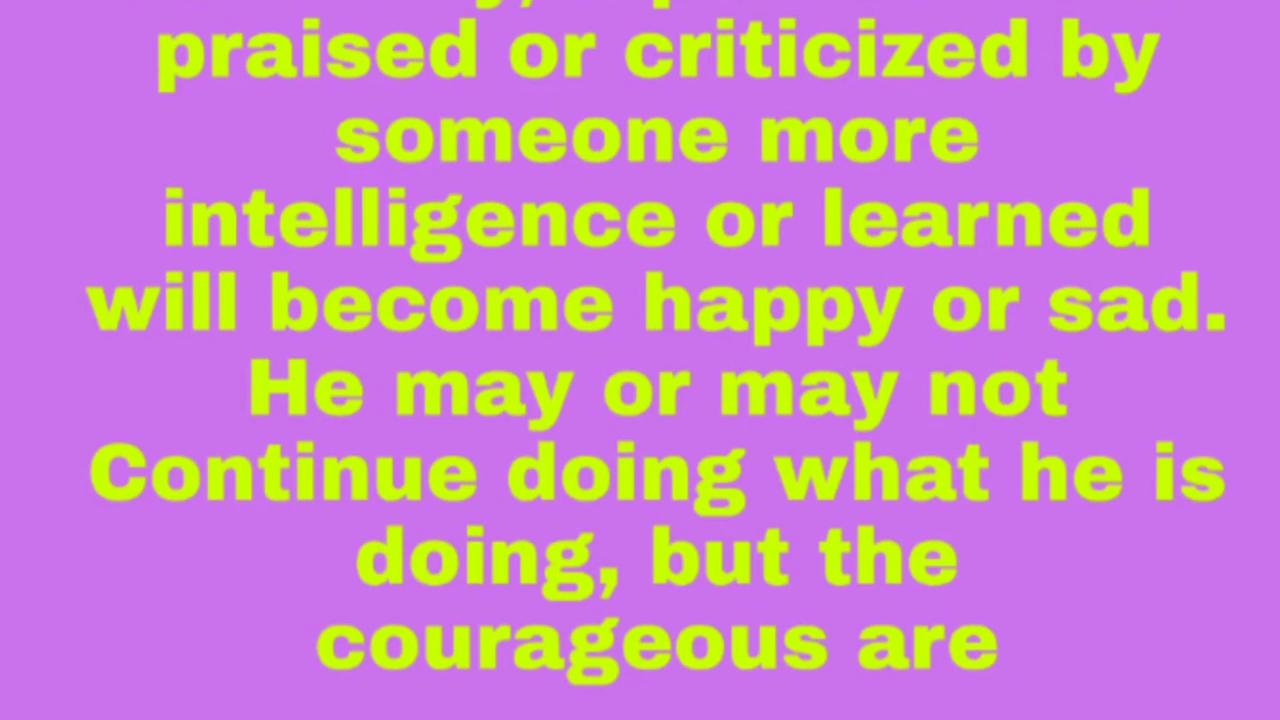 praised or criticized by
someone more
intelligence or learned
will become happy or sad.
He may or may not
Continue doing what he is
doing, but the
courageous are